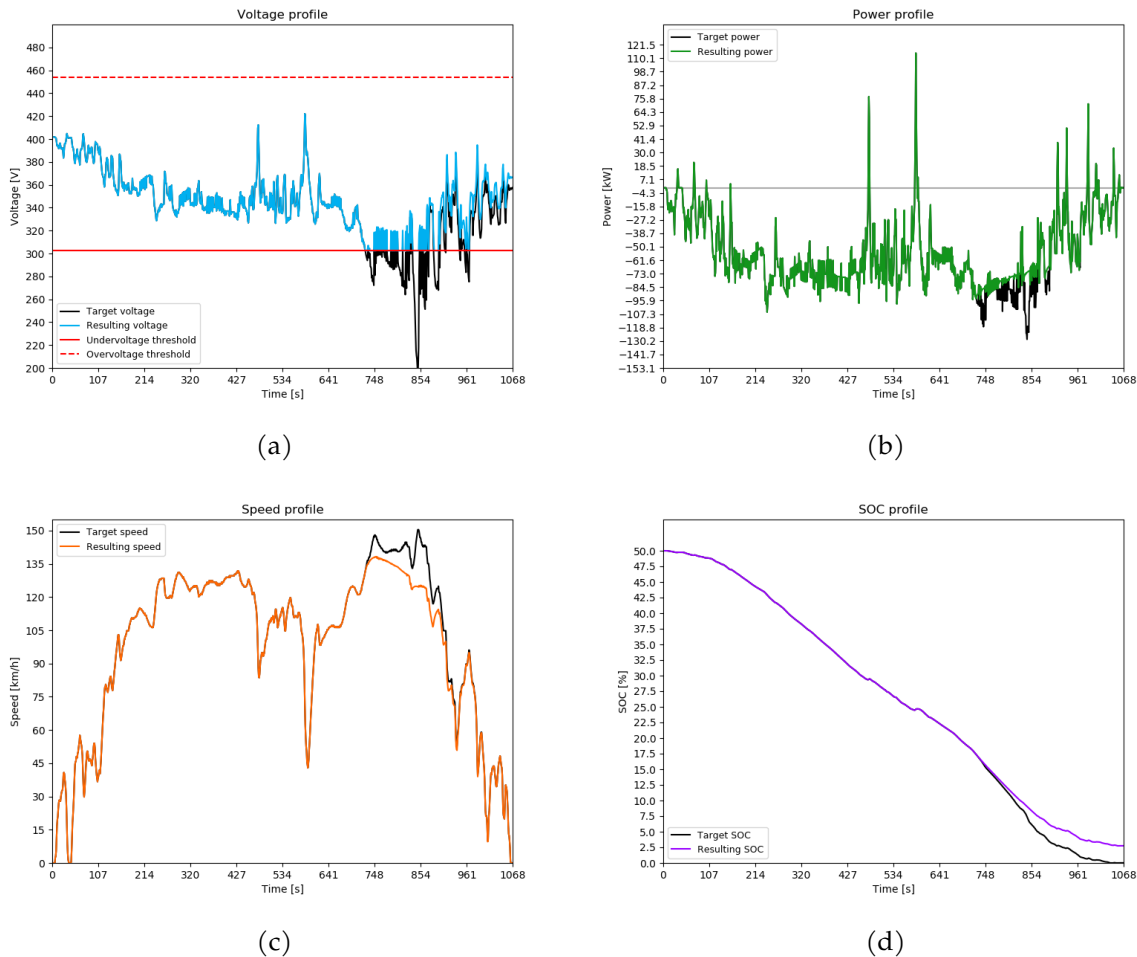 Voltage profile
480
460
440
420
400
380
360
340
320
300
280
260
240
220
200
Voltage [V]
Target voltage
Resulting voltage
Undervoltage threshold
Overvoltage threshold
0 107 214 320 427 534 641 748 854 961 1068
Time [s]
(a)
Power profile
121.5
110.1
98.7
87.2
75.8
64.3
52.9
41.4
30.0
18.5
7.1
−4.3
−15.8
−27.2
−38.7
−50.1
−61.6
−73.0
−84.5
−95.9
−107.3
−118.8
−130.2
−141.7
−153.1
Power [kW]
Target power
Resulting power
0 107 214 320 427 534 641 748 854 961 1068
Time [s]
(b)
Speed profile
150
135
120
105
90
75
60
45
30
15
0
Speed [km/h]
Target speed
Resulting speed
0 107 214 320 427 534 641 748 854 961 1068
Time [s]
(c)
SOC profile
50.0
47.5
45.0
42.5
40.0
37.5
35.0
32.5
30.0
27.5
25.0
22.5
20.0
17.5
15.0
12.5
10.0
7.5
5.0
2.5
0.0
SOC [%]
Target SOC
Resulting SOC
0 107 214 320 427 534 641 748 854 961 1068
Time [s]
(d)